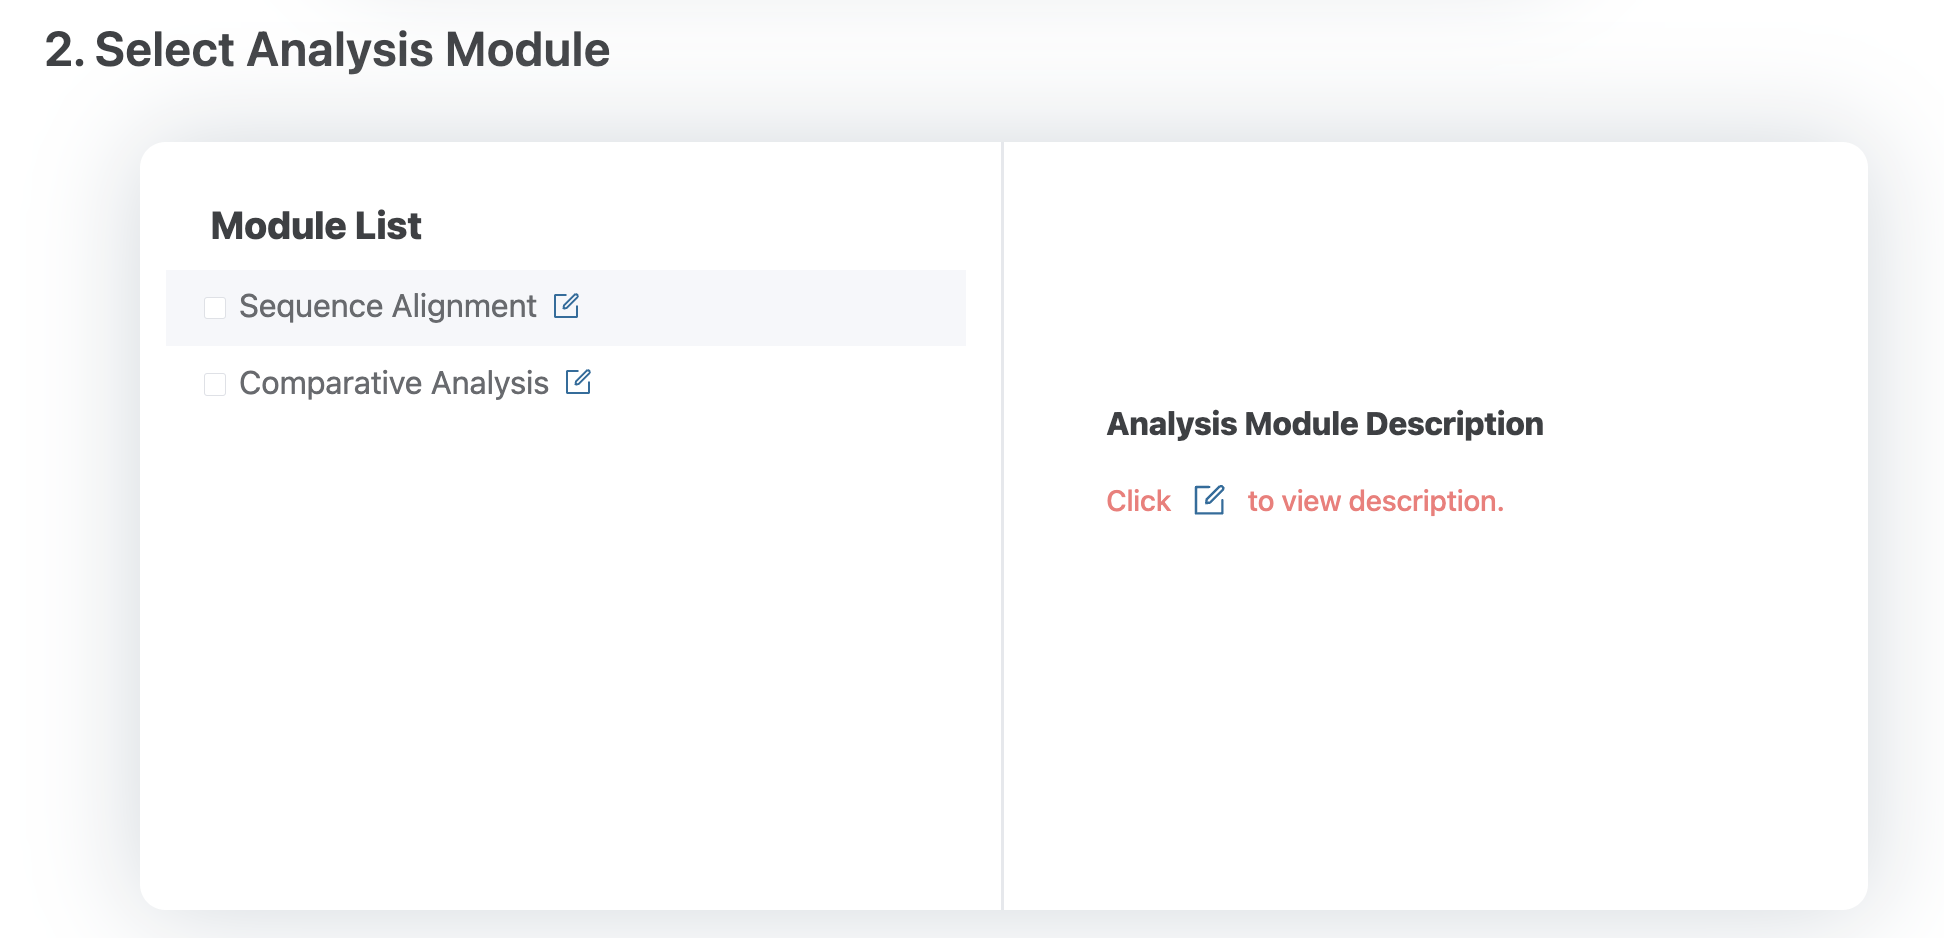 2. Select Analysis Module
Module List
Sequence Alignment
Comparative Analysis
Analysis Module Description
Click to view description.